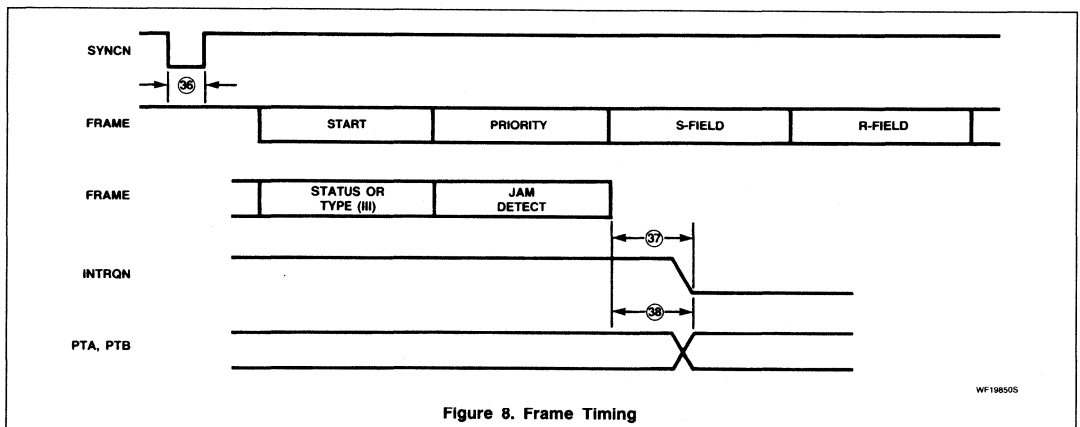 SYNCN
36
FRAME
START PRIORITY S-FIELD R-FIELD
FRAME
STATUS OR
TYPE (III)
JAM
DETECT
37
INTRQN
38
PTA, PTB
WF19850S
Figure 8. Frame Timing